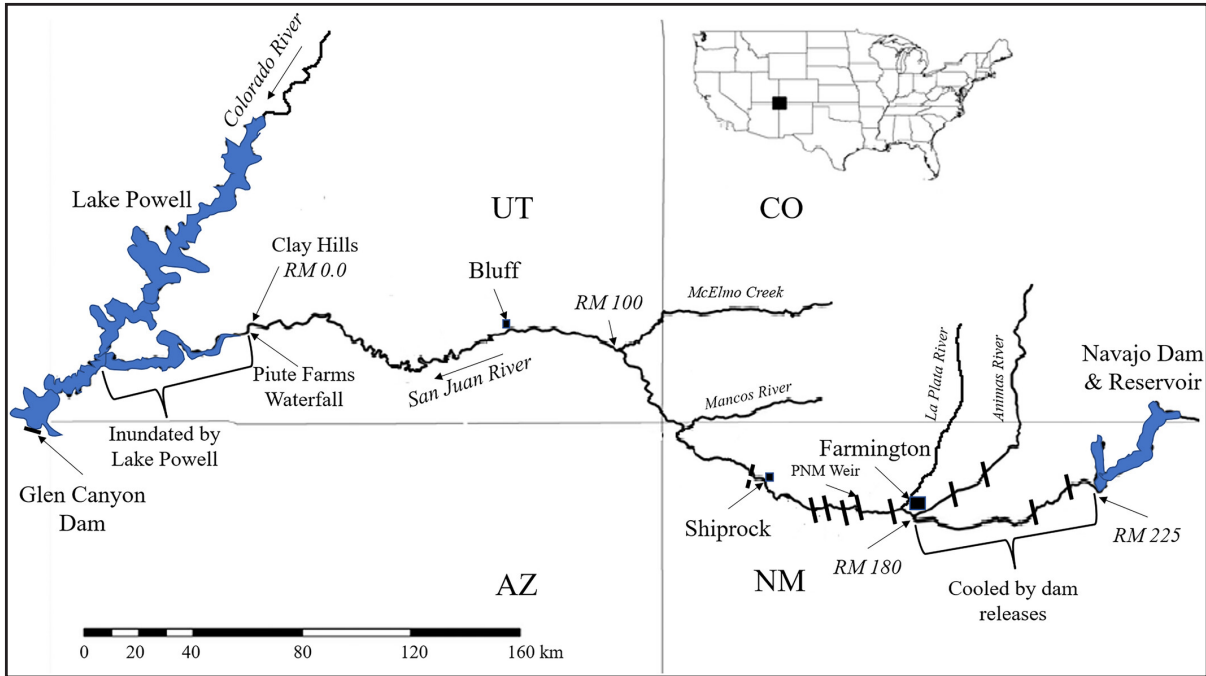 Colorado River
Lake Powell
UT
CO
Clay Hills
RM 0.0
Bluff
RM 100
McElmo Creek
San Juan River
Piute Farms
Waterfall
Mancos River
La Plata River
Animas River
Navajo Dam
& Reservoir
Inundated by
Lake Powell
Glen Canyon
Dam
Farmington
PNM Weir
Shiprock
RM 180
RM 225
Cooled by dam
releases
AZ
NM
0
20
40
80
120
160 km